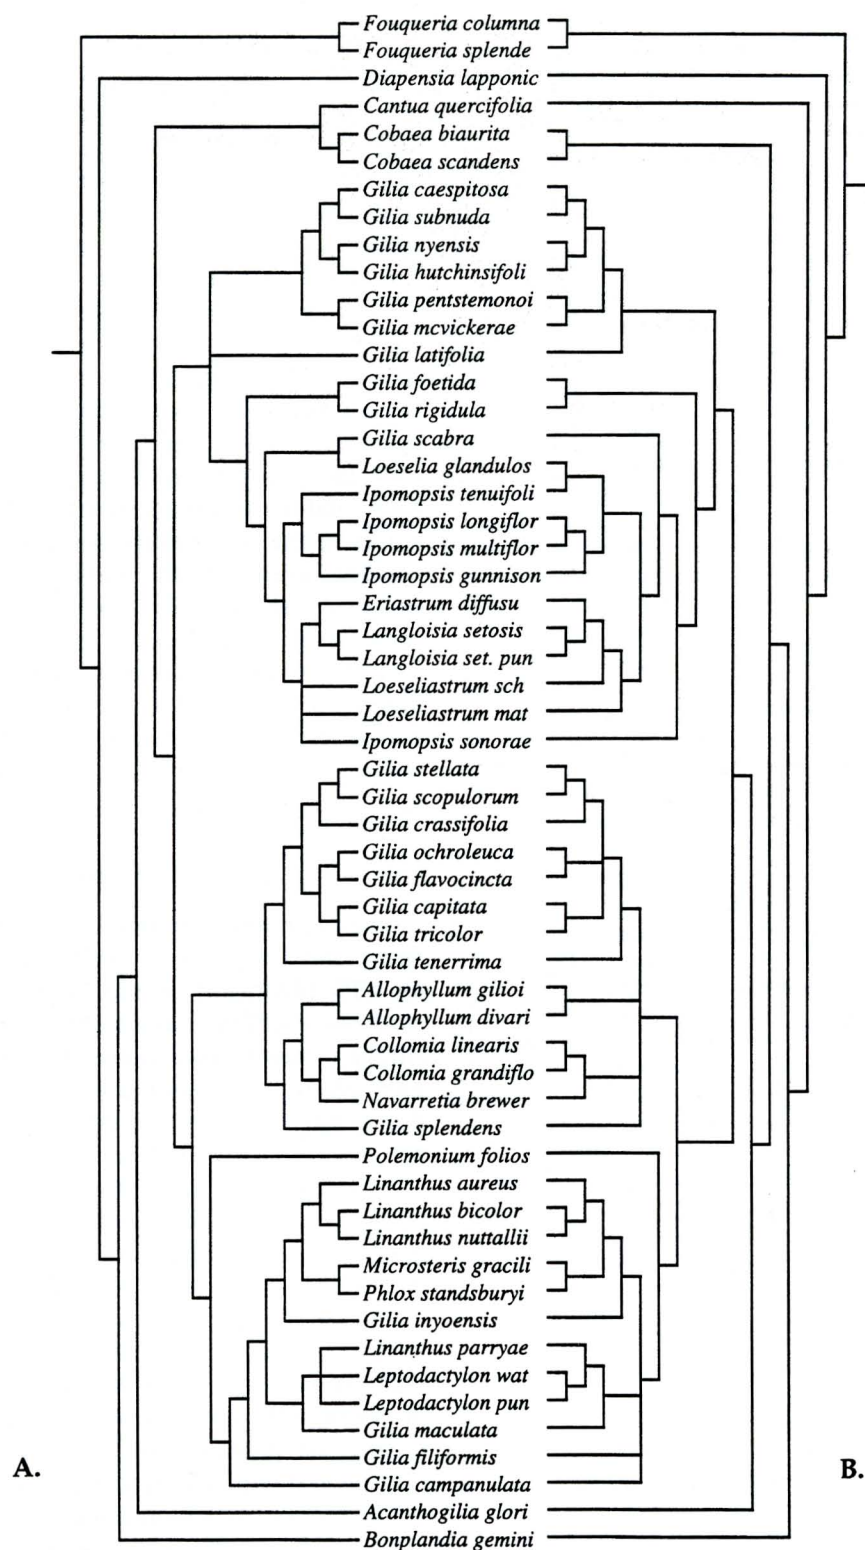 Fouqueria columna
Fouqueria splende
Diapensia lapponic
Cantua quercifolia
Cobaea biaurita
Cobaea scandens
Gilia caespitosa
Gilia subnuda
Gilia nyensis
Gilia hutchinsifoli
Gilia pentstemonoi
Gilia mcvickerae
Gilia latifolia
Gilia foetida
Gilia rigidula
Gilia scabra
Loeselia glandulos
Ipomopsis tenuifoli
Ipomopsis longiflor
Ipomopsis multiflor
Ipomopsis gunnison
Eriastrum diffusu
Langloisia setosis
Langloisia set. pun
Loeseliastrum sch
Loeseliastrum mat
Ipomopsis sonorae
Gilia stellata
Gilia scopulorum
Gilia crassifolia
Gilia ochroleuca
Gilia flavocincta
Gilia capitata
Gilia tricolor
Gilia tenerrima
Allophyllum gilioi
Allophyllum divari
Collomia linearis
Collomia grandiflo
Navarretia brewer
Gilia splendens
Polemonium folios
Linanthus aureus
Linanthus bicolor
Linanthus nuttallii
Microsteris gracili
Phlox standsburyi
Gilia inyoensis
Linanthus parryae
Leptodactylon wat
Leptodactylon pun
Gilia maculata
Gilia filiformis
A. B.
Gilia campanulata
Acanthogilia glori
Bonplandia gemini